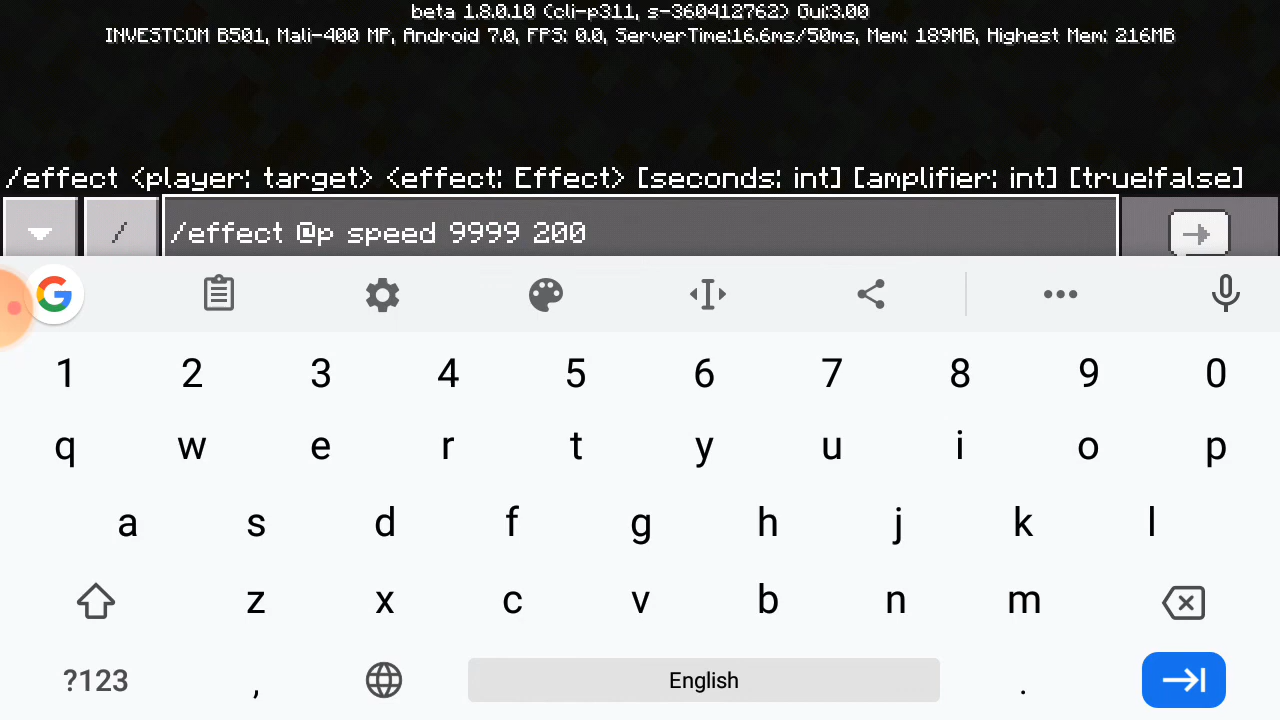 beta 1.8.0.10 (cli-p311, s-360412762) Gui:3.00
INVESTCOM B501, Mali-400 MP, Android 7.0, FPS: 0.0, ServerTime:16.6ms/50ms, Mem: 189MB, Highest Mem: 216MB
/effect <player: target> <effect: Effect> [seconds: int] [amplifier: int] [true|false]
/ /effect @p speed 9999 200
G
1 2 3 4 5 6 7 8 9 0
q w e r t y u i o p
a s d f g h j k l
z x c v b n m
?123 , English .